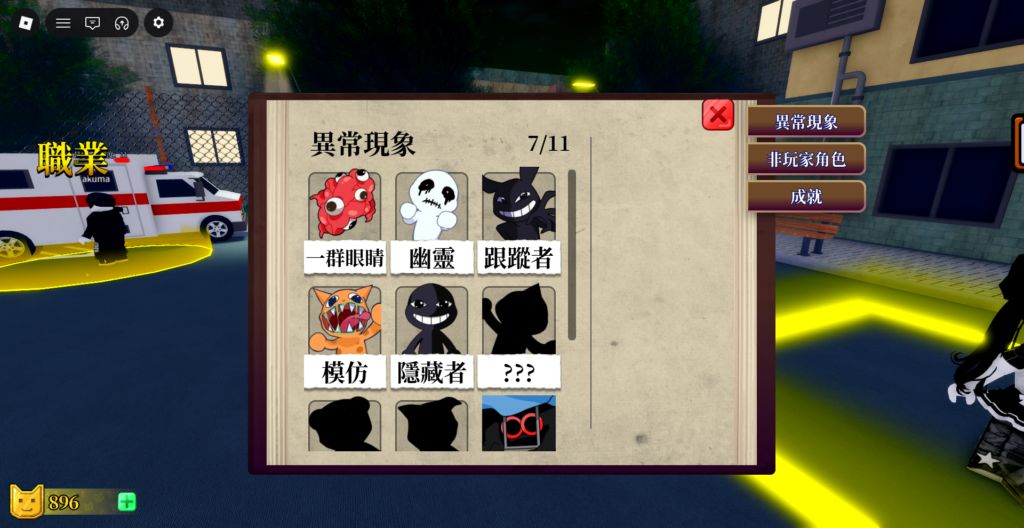 異常現象
7/11
一群眼睛
幽靈
跟蹤者
模仿
隱藏者
???
異常現象
非玩家角色
成就
職業
akuma
896